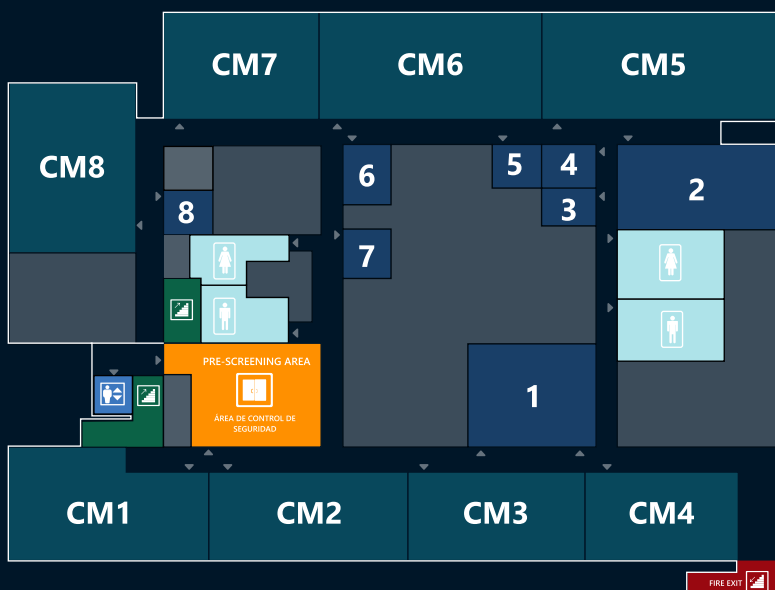 CM7
CM6
CM5
CM8
6
5
4
2
8
3
7
PRE-SCREENING AREA
ÁREA DE CONTROL DE
SEGURIDAD
1
CM1
CM2
CM3
CM4
FIRE EXIT